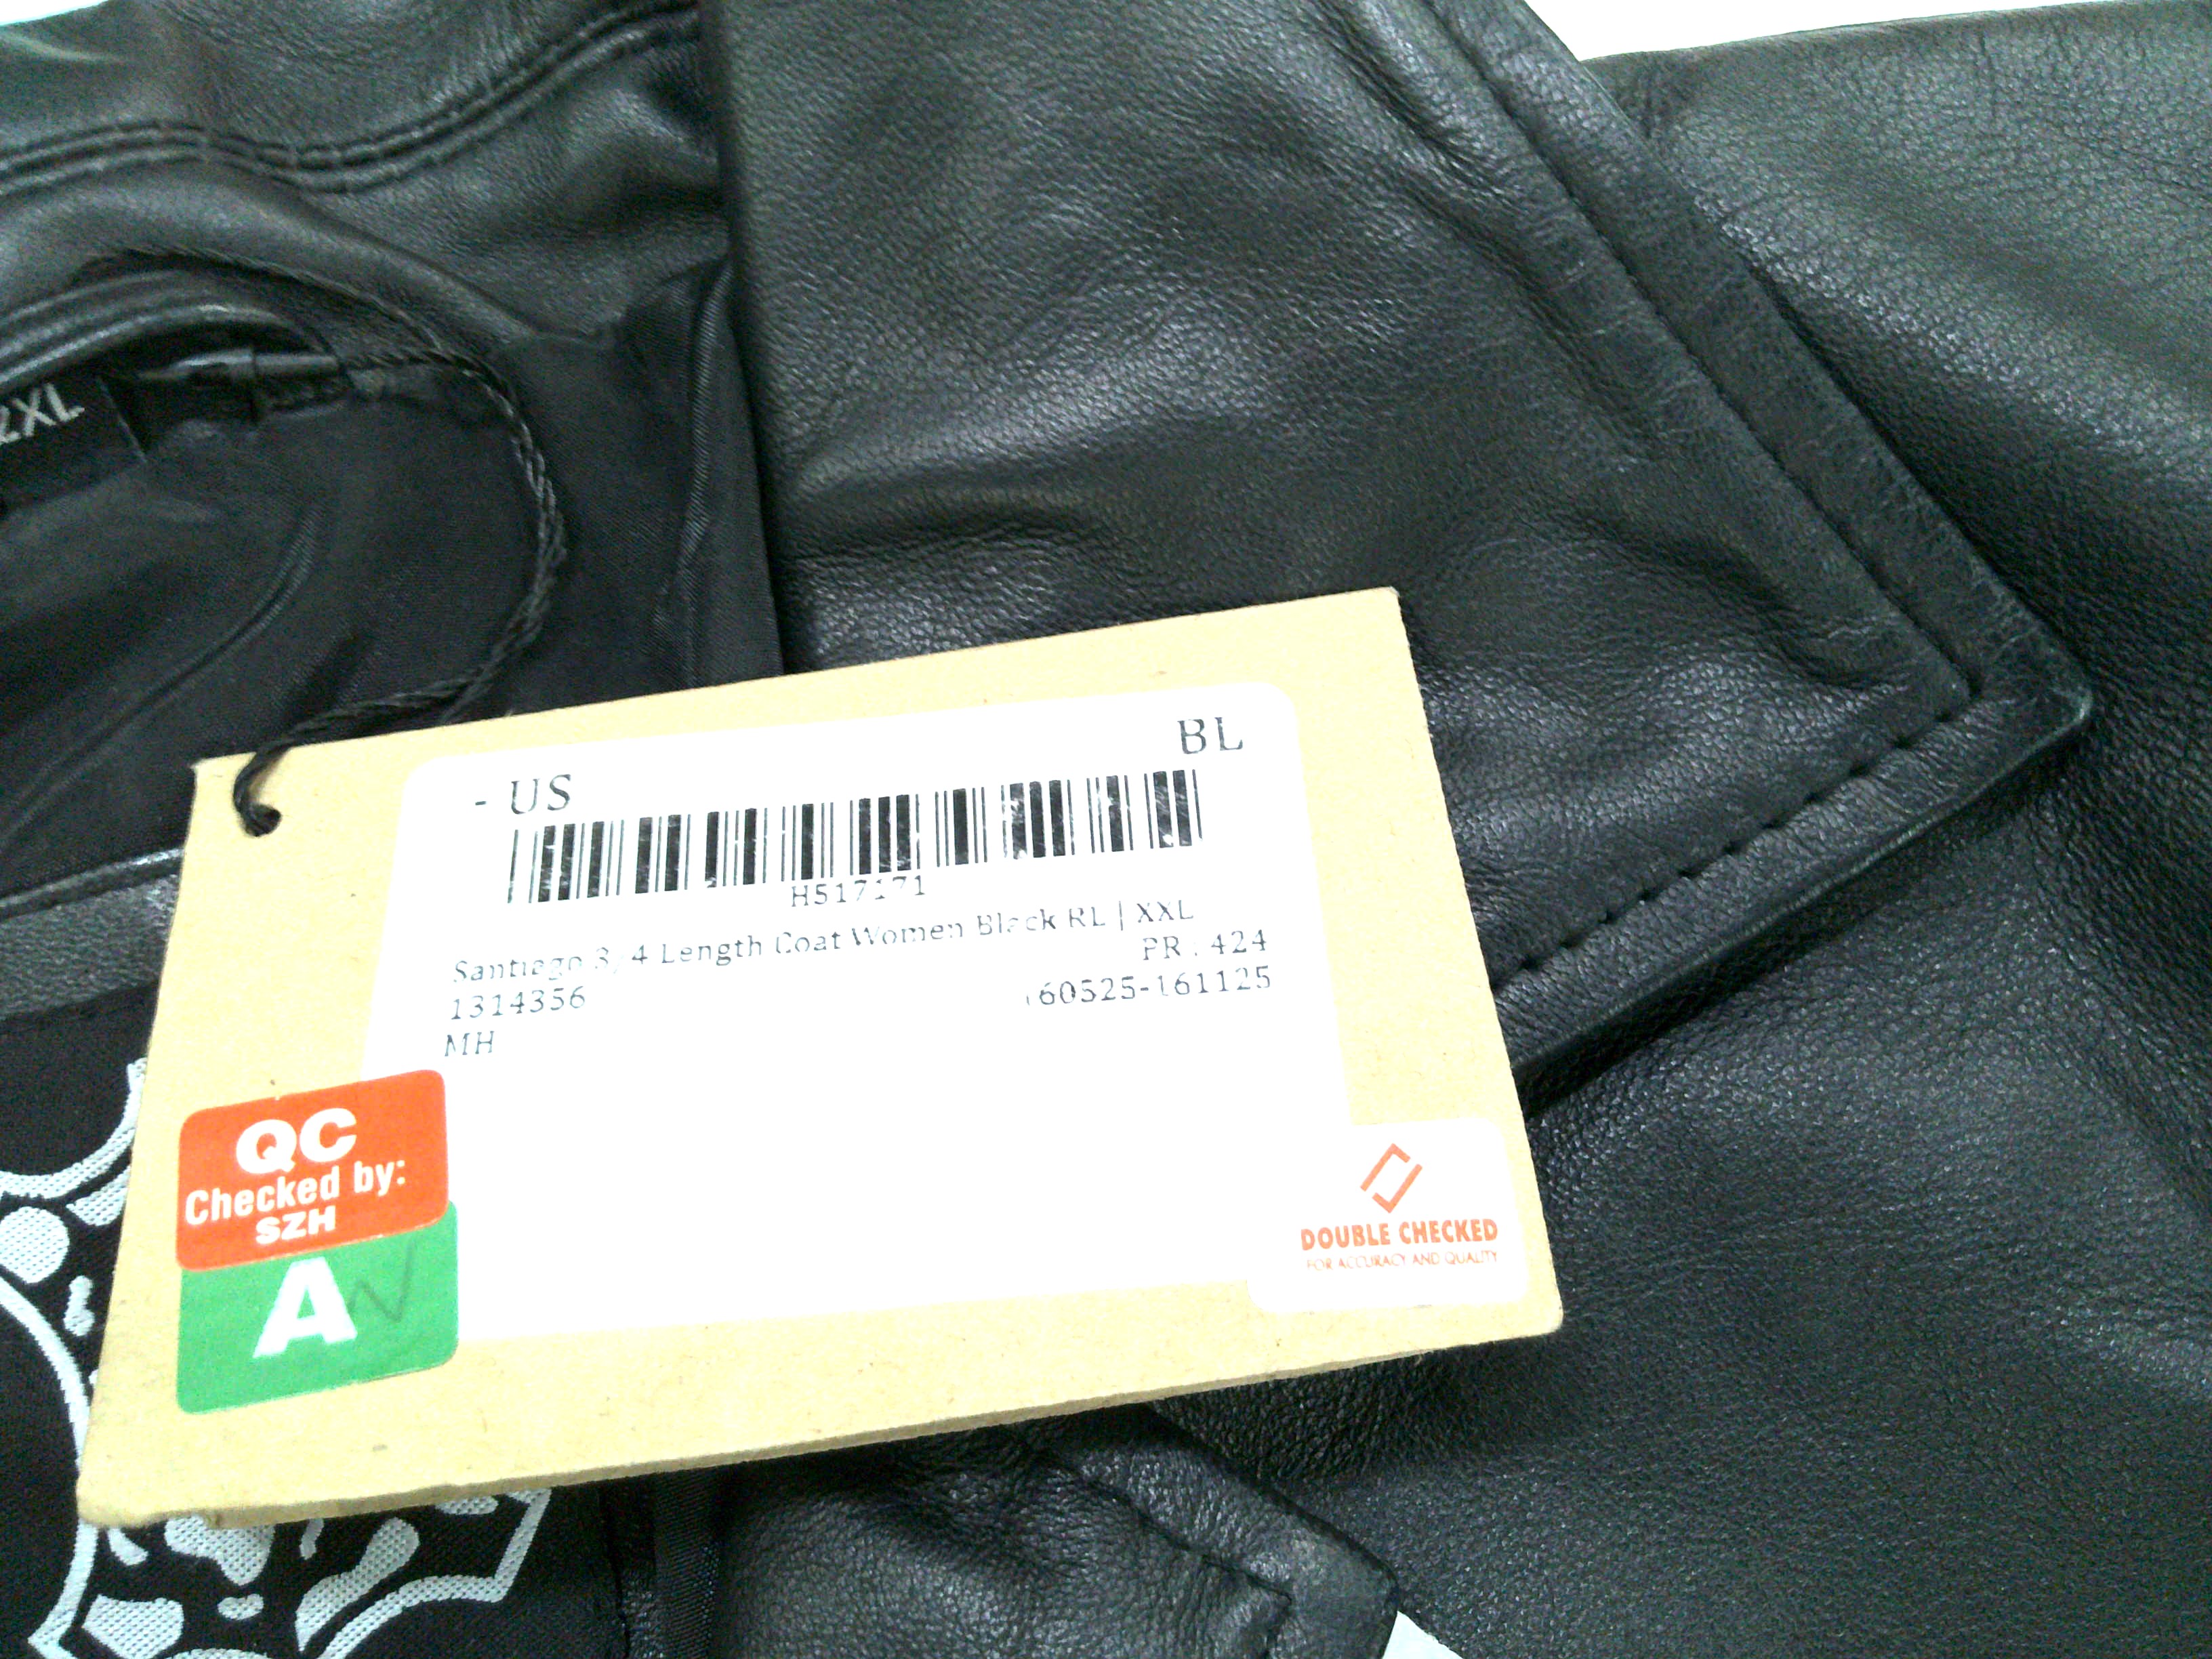 2XL
BL
- US
H517171
Santiago 3/4 Length Coat Women Black RL | XXL
PR : 424
1314356
160525-161125
MH
QC
Checked by:
SZH
A
DOUBLE CHECKED
FOR ACCURACY AND QUALITY